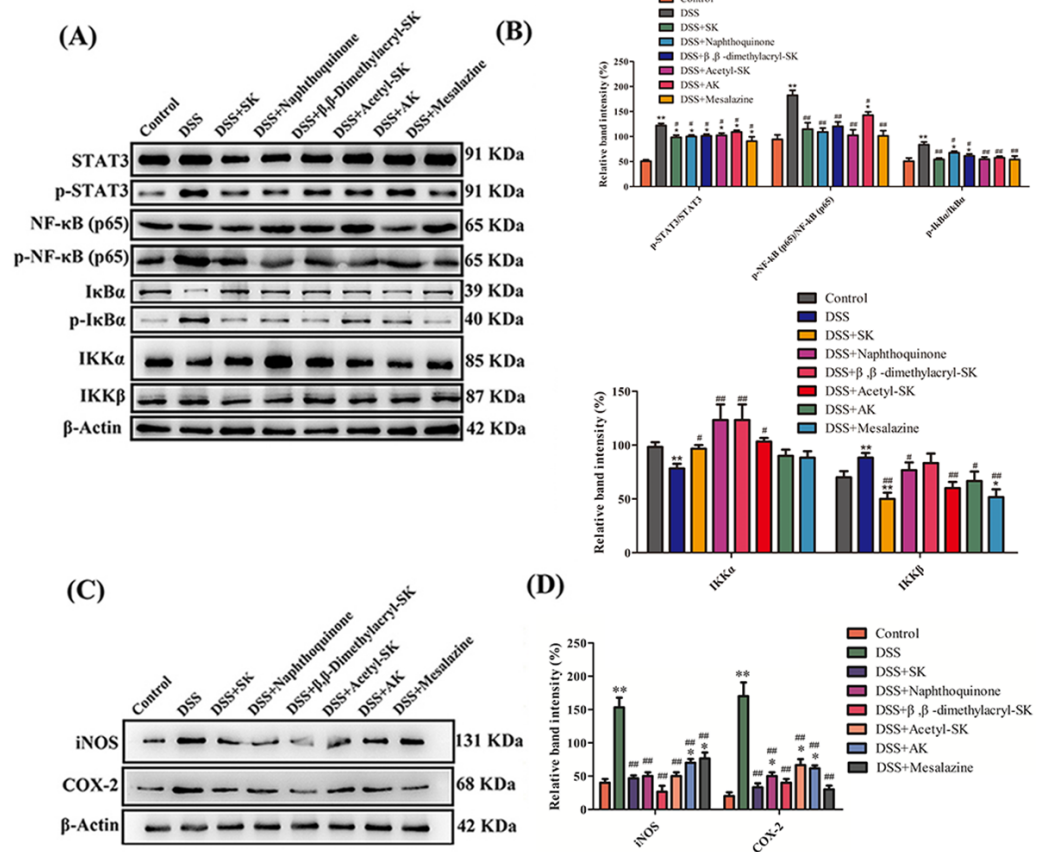 (A)
Control
DSS
DSS+SK
DSS+Naphthoquinone
DSS+β,β-Dimethylacryl-SK
DSS+Acetyl-SK
DSS+AK
DSS+Mesalazine
STAT3 91 KDa
p-STAT3 91 KDa
NF-κB (p65) 65 KDa
p-NF-κB (p65) 65 KDa
IκBα 39 KDa
p-IκBα 40 KDa
IKKα 85 KDa
IKKβ 87 KDa
β-Actin 42 KDa
(B)
Control
DSS
DSS+SK
DSS+Naphthoquinone
DSS+β ,β -dimethylacryl-SK
DSS+Acetyl-SK
DSS+AK
DSS+Mesalazine
Relative band intensity (%)
250
200
150
100
50
0
** # * # * # * # * # * # *
** ## ## ## ## # * ##
** ## # * # * ## ## ##
p-STAT3/STAT3
p-NF-kB (p65)/NF-kB (p65)
p-IkBα/IkBα
Control
DSS
DSS+SK
DSS+Naphthoquinone
DSS+β ,β -dimethylacryl-SK
DSS+Acetyl-SK
DSS+AK
DSS+Mesalazine
Relative band intensity (%)
150
100
50
0
** # ## ## #
** ## ** # ## # ## *
IKKα
IKKβ
(C)
Control
DSS
DSS+SK
DSS+Naphthoquinone
DSS+β,β-Dimethylacryl-SK
DSS+Acetyl-SK
DSS+AK
DSS+Mesalazine
iNOS 131 KDa
COX-2 68 KDa
β-Actin 42 KDa
(D)
Control
DSS
DSS+SK
DSS+Naphthoquinone
DSS+β ,β -dimethylacryl-SK
DSS+Acetyl-SK
DSS+AK
DSS+Mesalazine
Relative band intensity (%)
250
200
150
100
50
0
** ## ## ## ## ## * ## *
** ## ## * ## ## * ## * ##
iNOS
COX-2